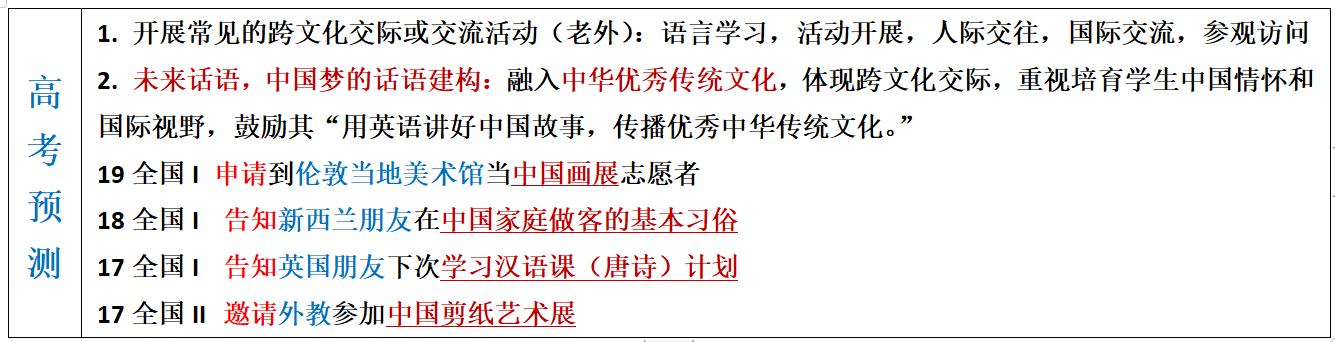 高考预测
1. 开展常见的跨文化交际或交流活动（老外）：语言学习，活动开展，人际交往，国际交流，参观访问
2. 未来话语，中国梦的话语建构：融入中华优秀传统文化，体现跨文化交际，重视培育学生中国情怀和
国际视野，鼓励其“用英语讲好中国故事，传播优秀中华传统文化。”
19 全国 I 申请到伦敦当地美术馆当中国画展志愿者
18 全国 I 告知新西兰朋友在中国家庭做客的基本习俗
17 全国 I 告知英国朋友下次学习汉语课（唐诗）计划
17 全国 II 邀请外教参加中国剪纸艺术展